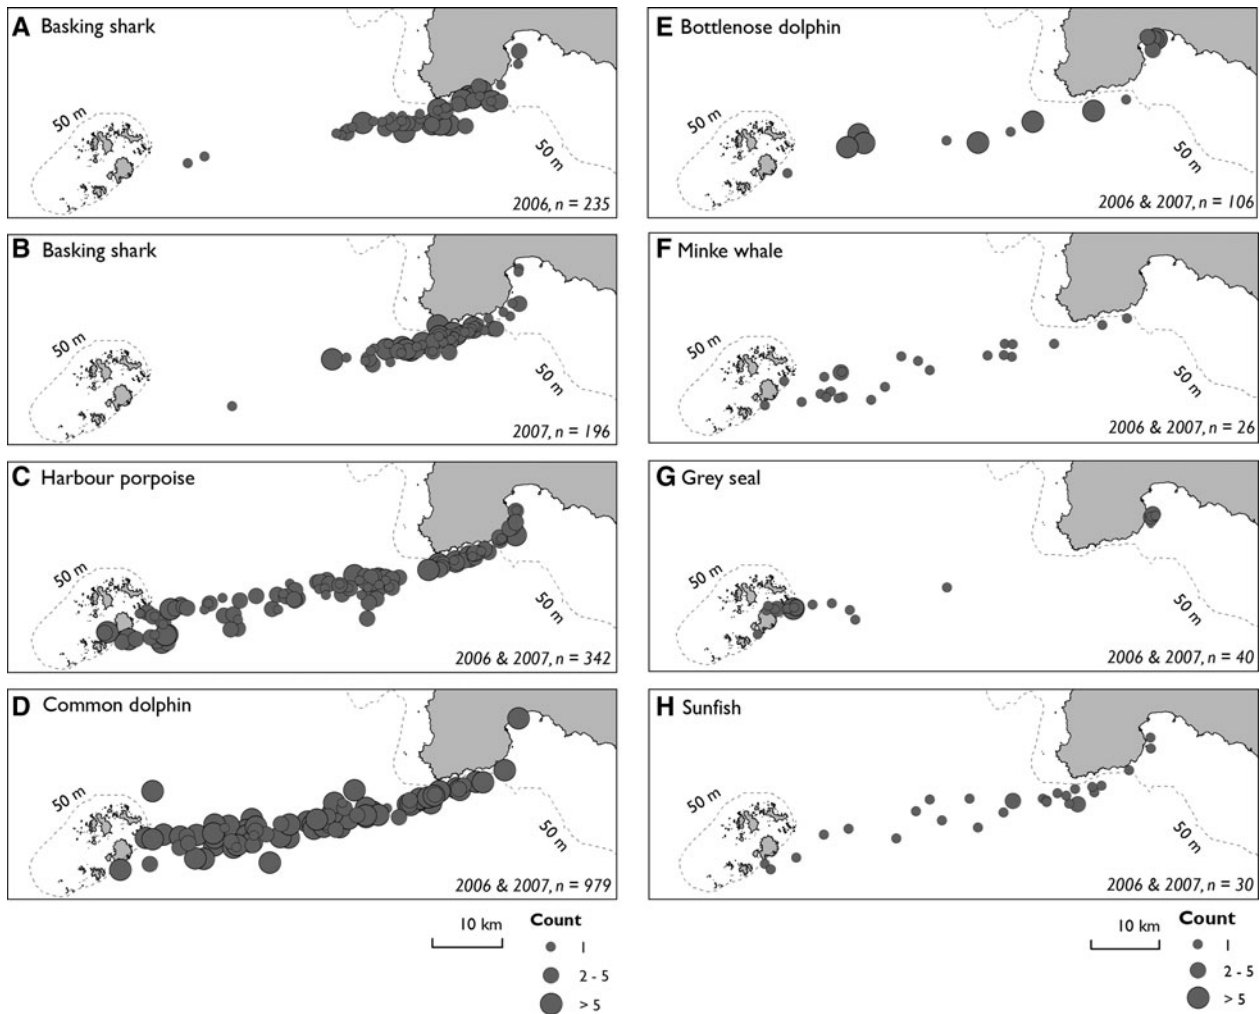 A Basking shark
50 m
50 m
2006, n = 235
B Basking shark
50 m
50 m
2007, n = 196
C Harbour porpoise
50 m
50 m
2006 & 2007, n = 342
D Common dolphin
50 m
50 m
2006 & 2007, n = 979
10 km
Count
1
2 - 5
> 5
E Bottlenose dolphin
50 m
50 m
2006 & 2007, n = 106
F Minke whale
50 m
50 m
2006 & 2007, n = 26
G Grey seal
50 m
50 m
2006 & 2007, n = 40
H Sunfish
50 m
50 m
2006 & 2007, n = 30
10 km
Count
1
2 - 5
> 5